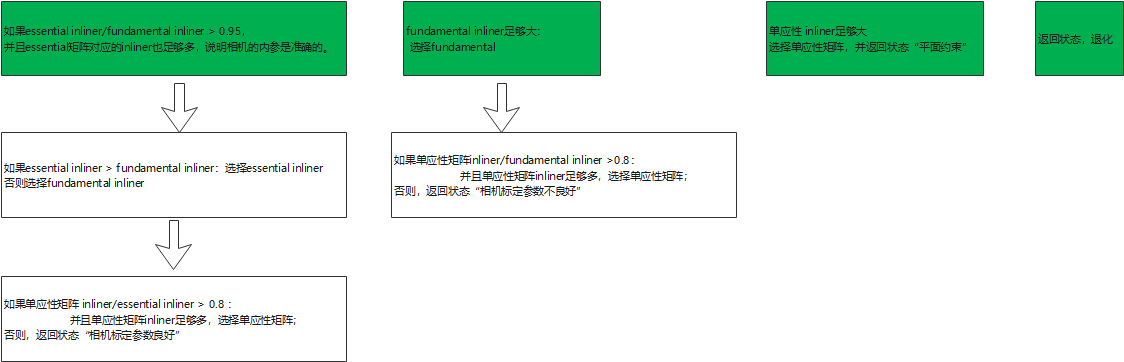 如果essential inliner/fundamental inliner > 0.95,
并且essential矩阵对应的inliner也足够多，说明相机的内参是准确的。
fundamental inliner足够大:
选择fundamental
单应性 inliner足够大
选择单应性矩阵，并返回状态“平面约束”
返回状态，退化
如果essential inliner > fundamental inliner：选择essential inliner
否则选择fundamental inliner
如果单应性矩阵inliner/fundamental inliner >0.8：
并且单应性矩阵inliner足够多，选择单应性矩阵；
否则，返回状态“相机标定参数不良好”
如果单应性矩阵 inliner/essential inliner > 0.8：
并且单应性矩阵inliner足够多，选择单应性矩阵；
否则，返回状态“相机标定参数良好”